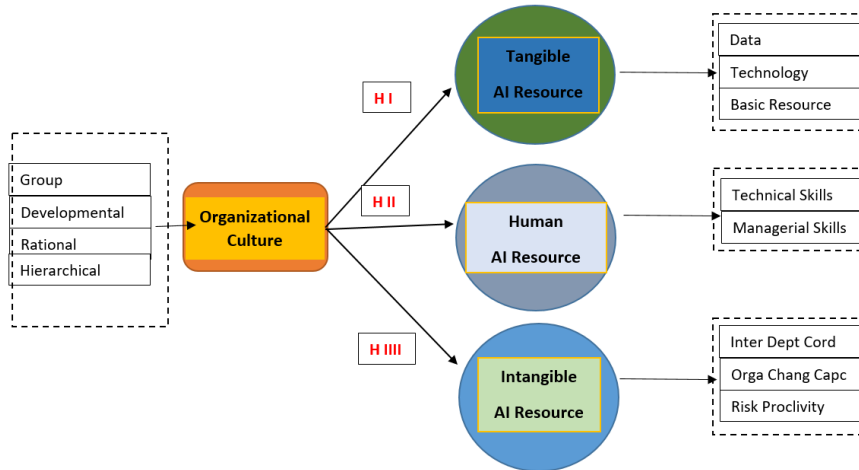 Group
Developmental
Rational
Hierarchical
Organizational
Culture
H I
H II
H IIII
Tangible
AI Resource
Human
AI Resource
Intangible
AI Resource
Data
Technology
Basic Resource
Technical Skills
Managerial Skills
Inter Dept Cord
Orga Chang Capc
Risk Proclivity